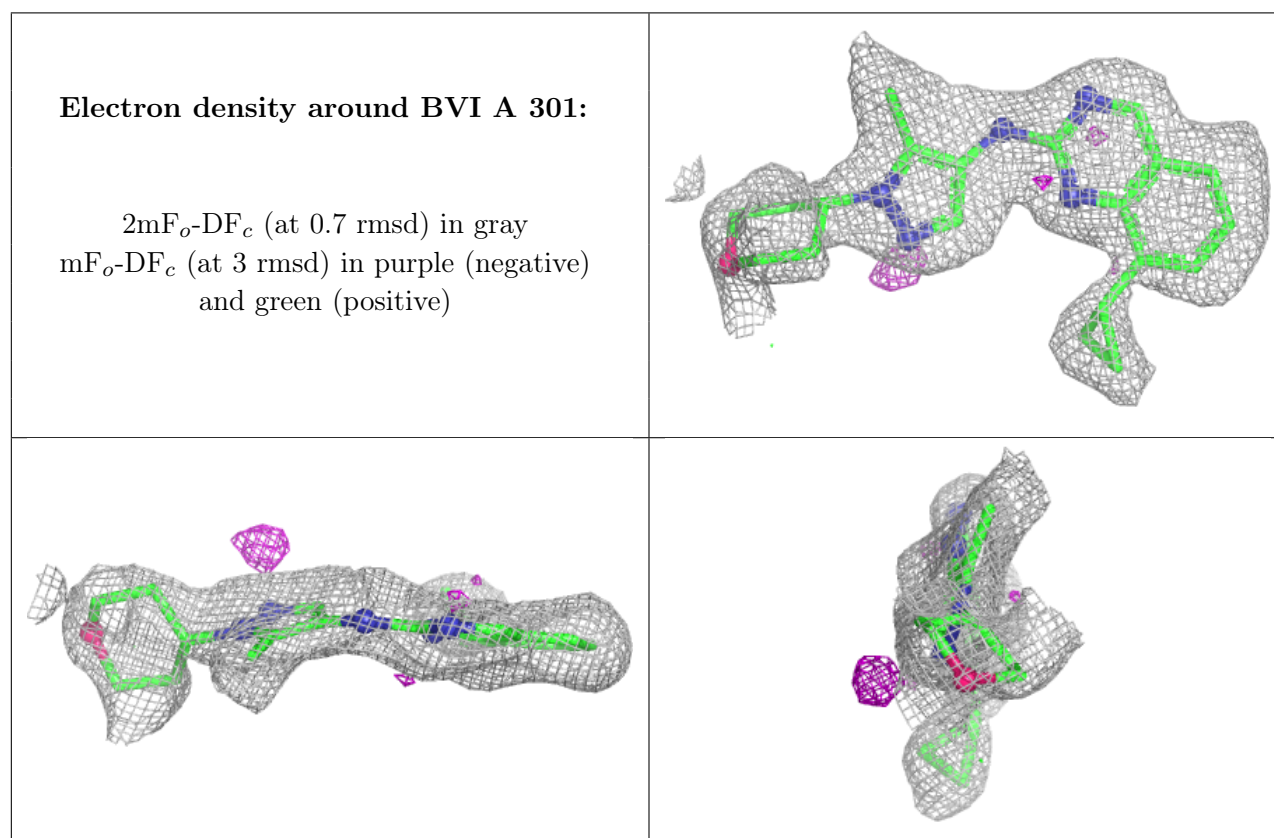 Electron density around BVI A 301:
2mFo-DFc (at 0.7 rmsd) in gray
mFo-DFc (at 3 rmsd) in purple (negative)
and green (positive)